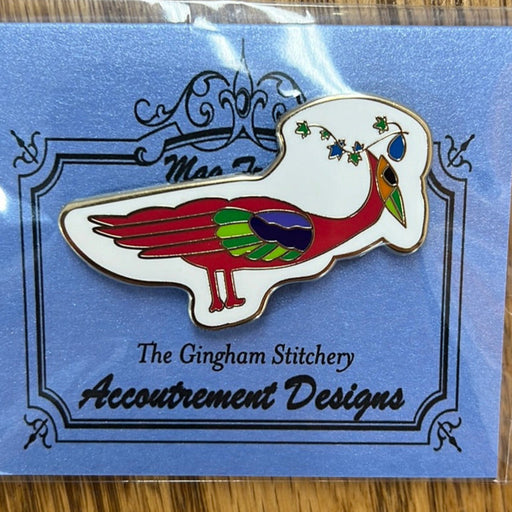 The Gingham Stitchery
Accoutrement Designs